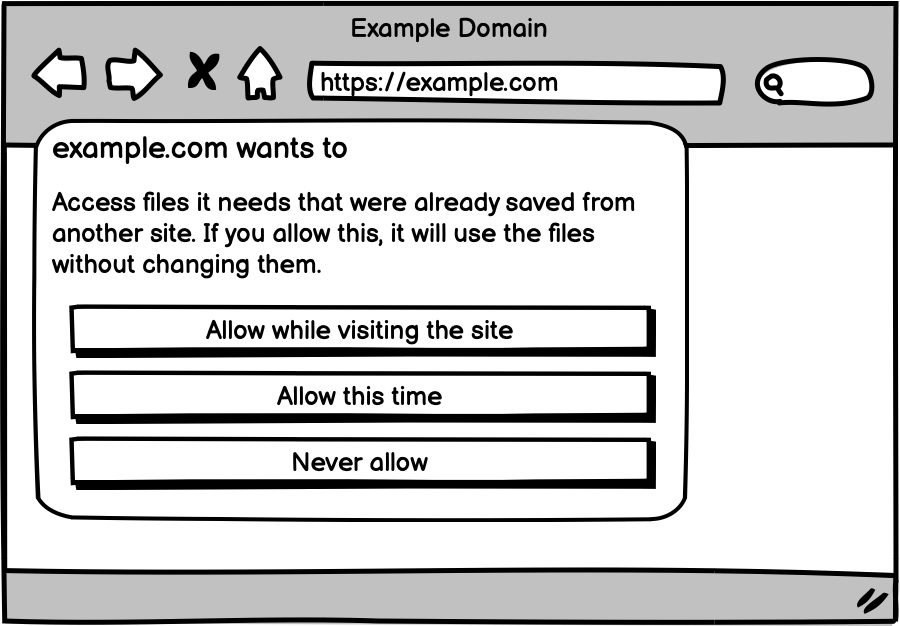 Example Domain
https://example.com
example.com wants to
Access files it needs that were already saved from
another site. If you allow this, it will use the files
without changing them.
Allow while visiting the site
Allow this time
Never allow